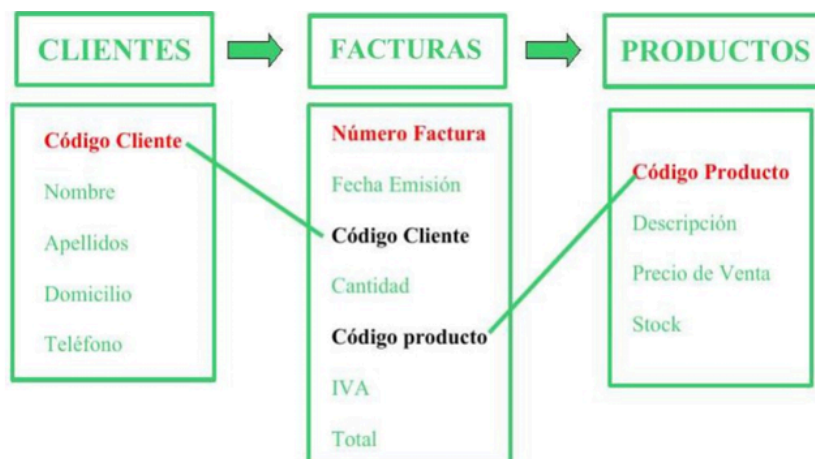 CLIENTES
FACTURAS
PRODUCTOS
Código Cliente
Nombre
Apellidos
Domicilio
Teléfono
Número Factura
Fecha Emisión
Código Cliente
Cantidad
Código producto
IVA
Total
Código Producto
Descripción
Precio de Venta
Stock